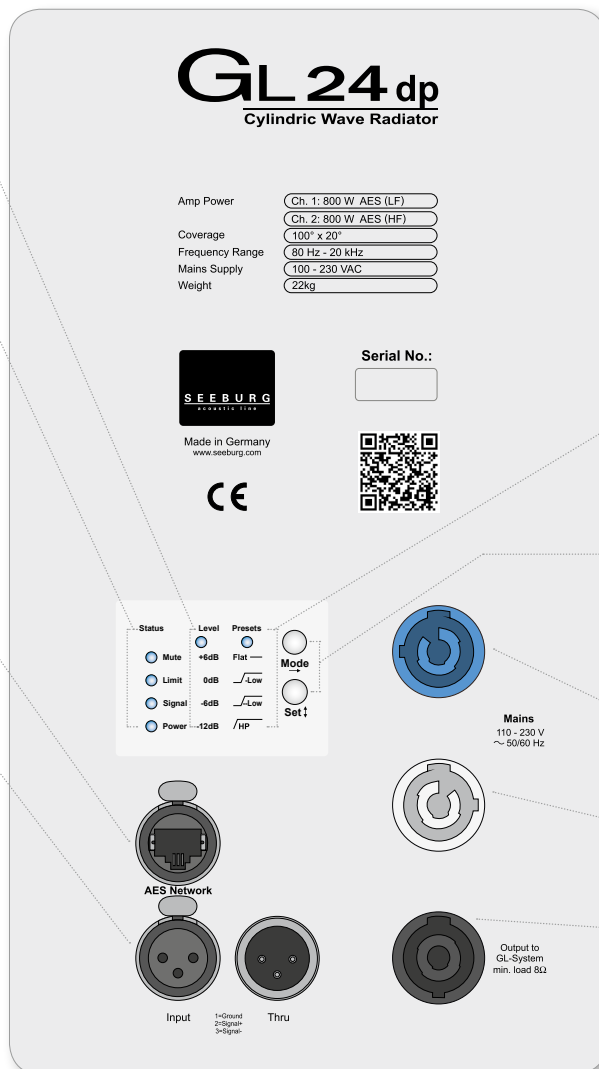 GL 24 dp
Cylindric Wave Radiator
Amp Power Ch. 1: 800 W AES (LF)
Ch. 2: 800 W AES (HF)
Coverage 100° x 20°
Frequency Range 80 Hz - 20 kHz
Mains Supply 100 - 230 VAC
Weight 22kg
SEEBURG
acoustic line
Made in Germany
www.seeburg.com
CE
Serial No.:
Status Level Presets
Mute +6dB Flat
Limit 0dB -Low
Signal -6dB --Low
Power -12dB HP
Mode
→
Set ↕
Mains
110 - 230 V
～ 50/60 Hz
AES Network
Output to
GL-System
min. load 8Ω
Input
1=Ground
2=Signal+
3=Signal-
Thru